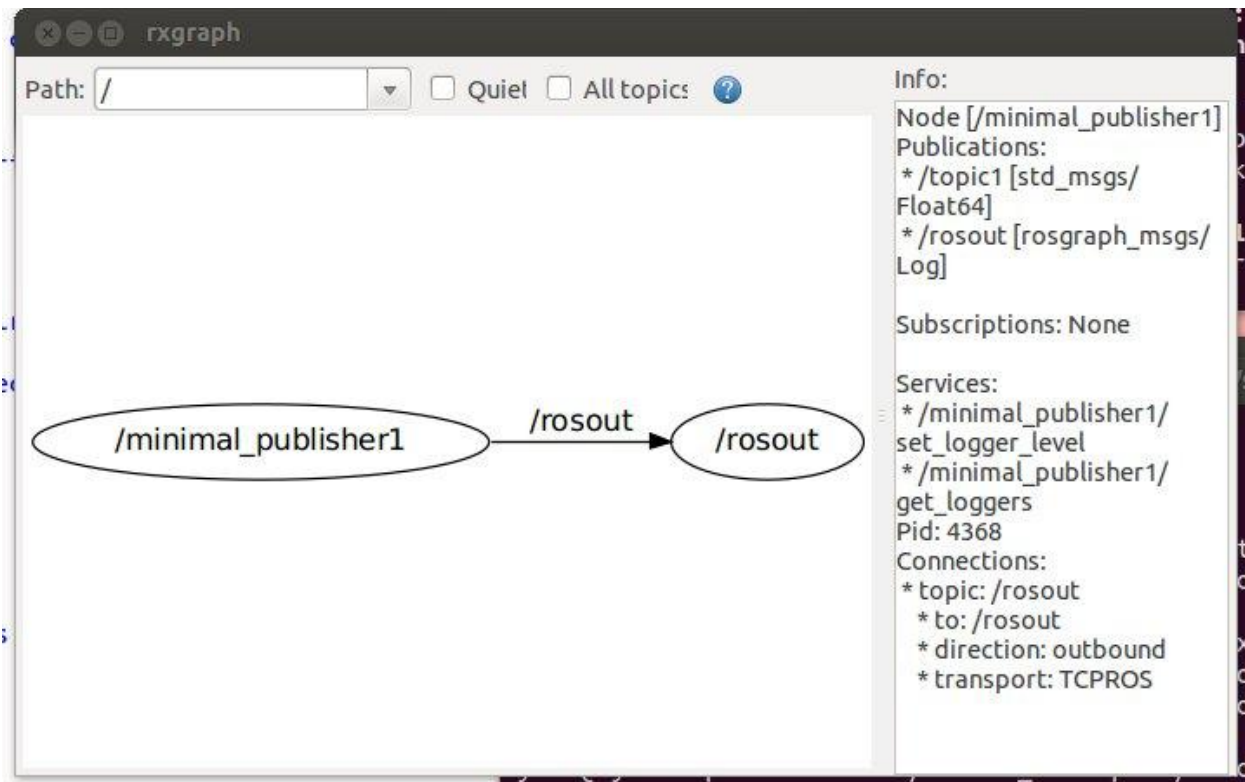 rxgraph
Path: /
Quiet
All topics
?
/minimal_publisher1
/rosout
/rosout
Info:
Node [/minimal_publisher1]
Publications:
* /topic1 [std_msgs/
Float64]
* /rosout [rosgraph_msgs/
Log]
Subscriptions: None
Services:
* /minimal_publisher1/
set_logger_level
* /minimal_publisher1/
get_loggers
Pid: 4368
Connections:
* topic: /rosout
* to: /rosout
* direction: outbound
* transport: TCPROS